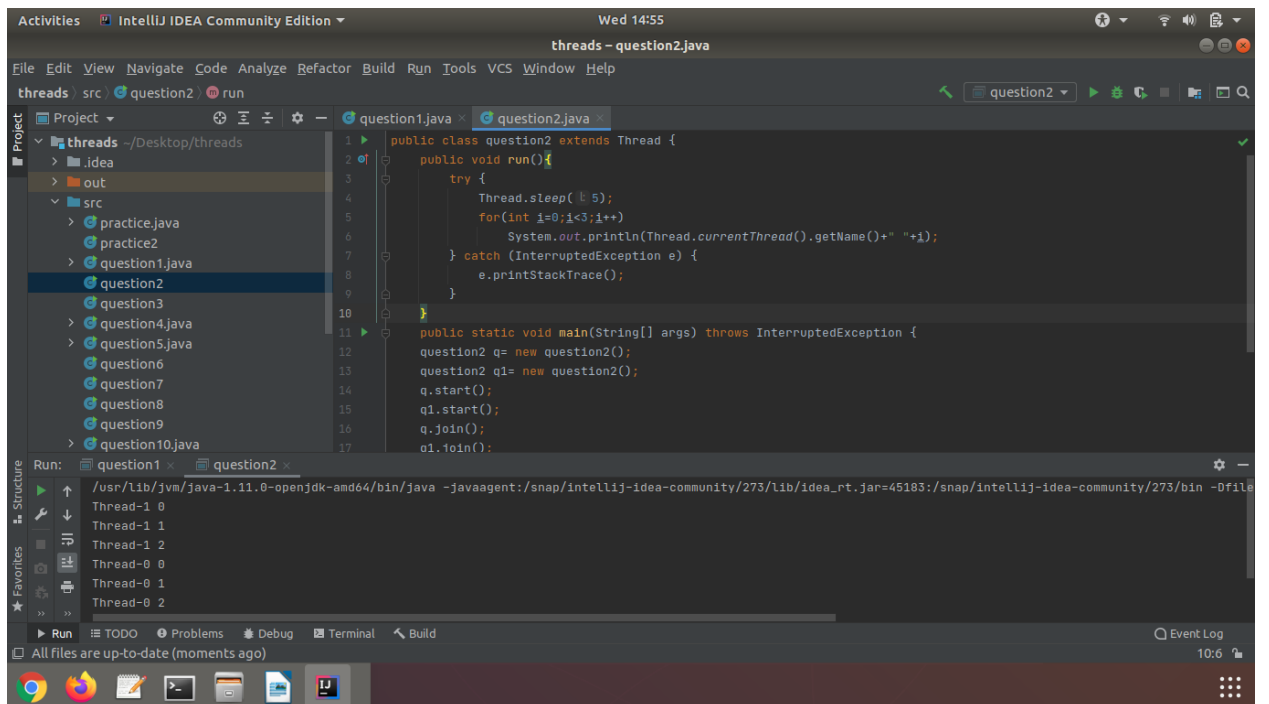 Activities IntelliJ IDEA Community Edition Wed 14:55
threads – question2.java
File Edit View Navigate Code Analyze Refactor Build Run Tools VCS Window Help
threads src question2 run question2
Project question1.java question2.java
Project
threads ~/Desktop/threads
.idea
out
src
practice.java
practice2
question1.java
question2
question3
question4.java
question5.java
question6
question7
question8
question9
question10.java
1 public class question2 extends Thread {
2 public void run(){
3 try {
4 Thread.sleep( l: 5);
5 for(int i=0;i<3;i++)
6 System.out.println(Thread.currentThread().getName()+" "+i);
7 } catch (InterruptedException e) {
8 e.printStackTrace();
9 }
10 }
11 public static void main(String[] args) throws InterruptedException {
12 question2 q= new question2();
13 question2 q1= new question2();
14 q.start();
15 q1.start();
16 q.join();
17 q1.join();
Structure
Favorites
Run: question1 question2
/usr/lib/jvm/java-1.11.0-openjdk-amd64/bin/java -javaagent:/snap/intellij-idea-community/273/lib/idea_rt.jar=45183:/snap/intellij-idea-community/273/bin -Dfile
Thread-1 0
Thread-1 1
Thread-1 2
Thread-0 0
Thread-0 1
Thread-0 2
Run TODO Problems Debug Terminal Build Event Log
All files are up-to-date (moments ago) 10:6